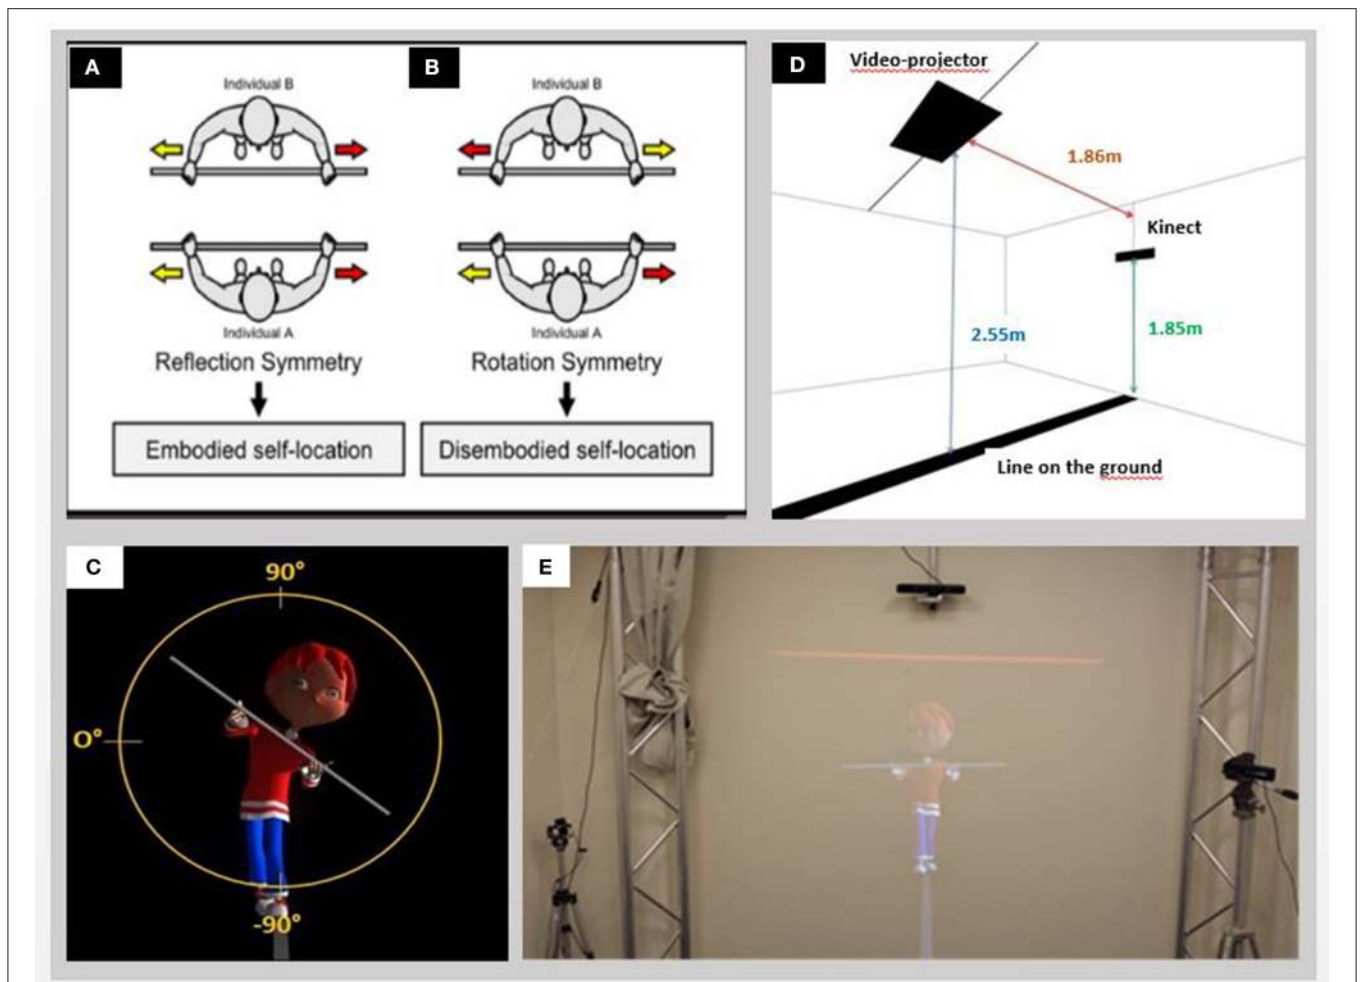 A
Individual B
Individual A
Reflection Symmetry
Embodied self-location
B
Individual B
Individual A
Rotation Symmetry
Disembodied self-location
D
Video-projector
1.86m
Kinect
2.55m
1.85m
Line on the ground
C
90°
O°
-90°
E